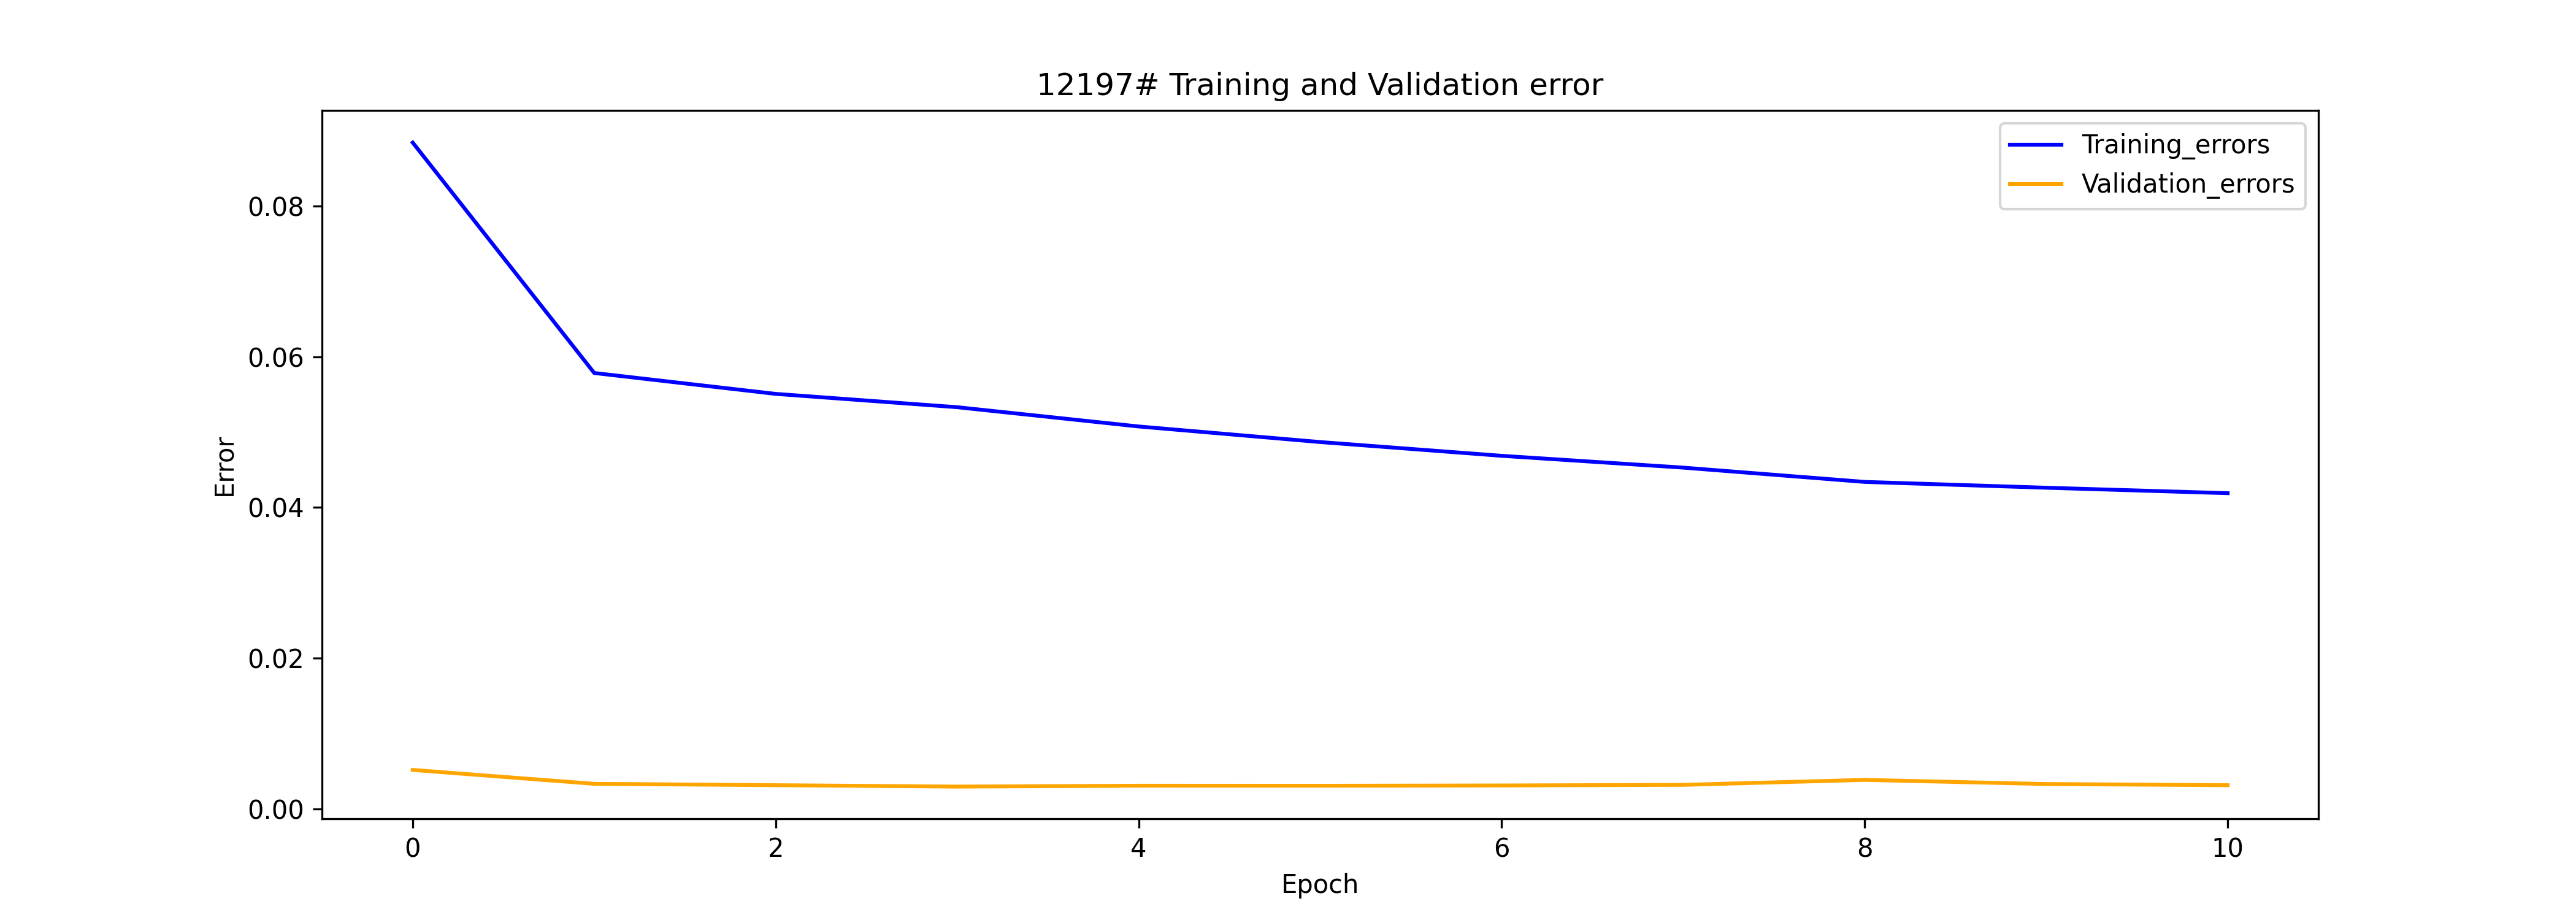 12197# Training and Validation error
Training_errors
Validation_errors
0.08
0.06
0.04
0.02
0.00
Error
0 2 4 6 8 10
Epoch